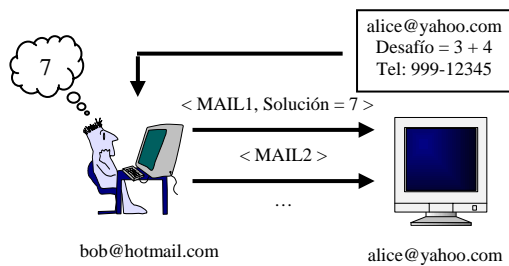 alice@yahoo.com
Desafío = 3 + 4
Tel: 999-12345
7
< MAIL1, Solución = 7 >
< MAIL2 >
…
bob@hotmail.com
alice@yahoo.com